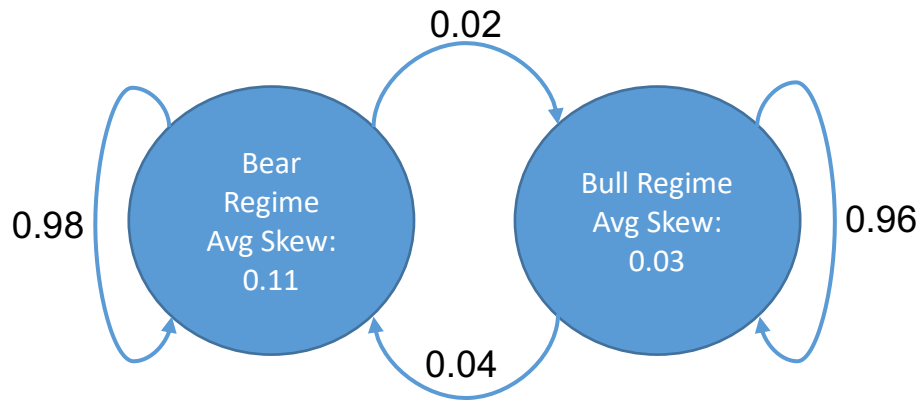 0.02
Bear
Regime
Avg Skew:
0.11
Bull Regime
Avg Skew:
0.03
0.98
0.96
0.04